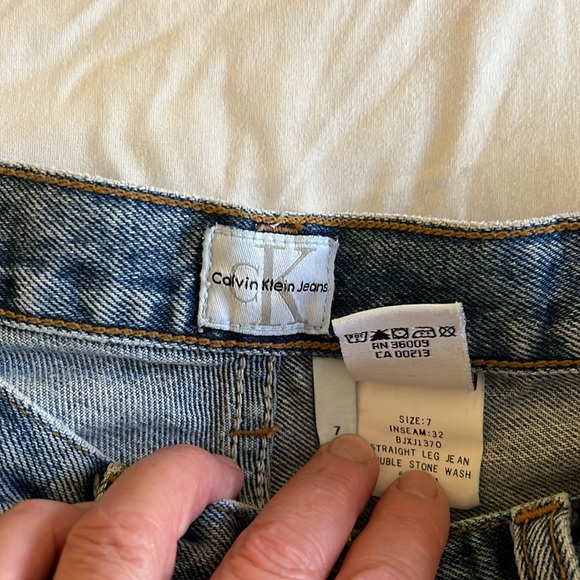 cK
Calvin Klein Jeans
RN 36009
CA 00213
7
SIZE:7
INSEAM:32
BJXJ1370
STRAIGHT LEG JEAN
DOUBLE STONE WASH